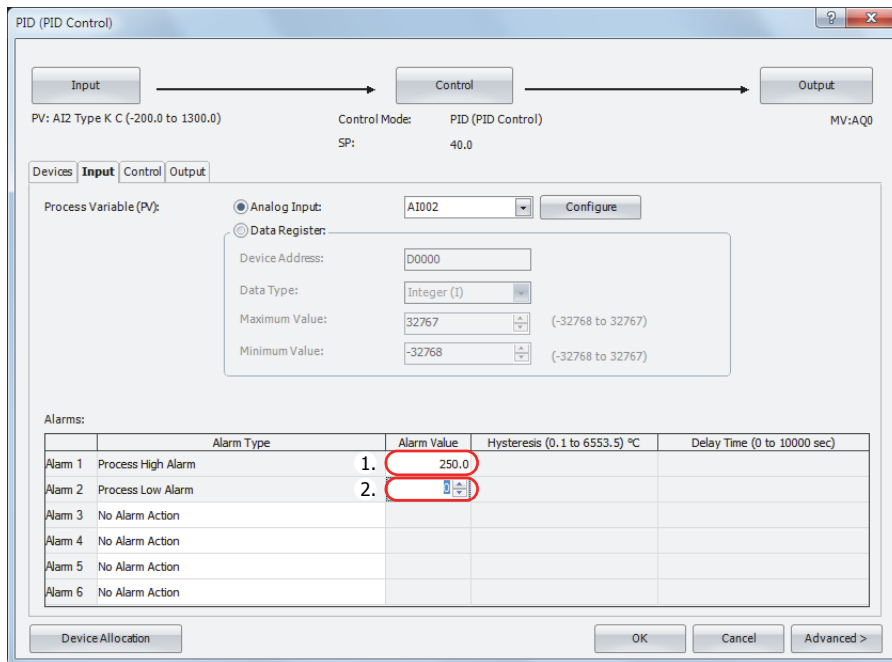 PID (PID Control)
? X
Input Control Output
PV: AI2 Type K C (-200.0 to 1300.0) Control Mode: PID (PID Control) MV:AQ0
SP: 40.0
Devices Input Control Output
Process Variable (PV): Analog Input: AI002 Configure
Data Register:
Device Address: D0000
Data Type: Integer (I)
Maximum Value: 32767 (-32768 to 32767)
Minimum Value: -32768 (-32768 to 32767)
Alarms:
Alarm Type Alarm Value Hysteresis (0.1 to 6553.5) ºC Delay Time (0 to 10000 sec)
Alarm 1 Process High Alarm 1. 250.0
Alarm 2 Process Low Alarm 2. 0
Alarm 3 No Alarm Action
Alarm 4 No Alarm Action
Alarm 5 No Alarm Action
Alarm 6 No Alarm Action
Device Allocation OK Cancel Advanced >